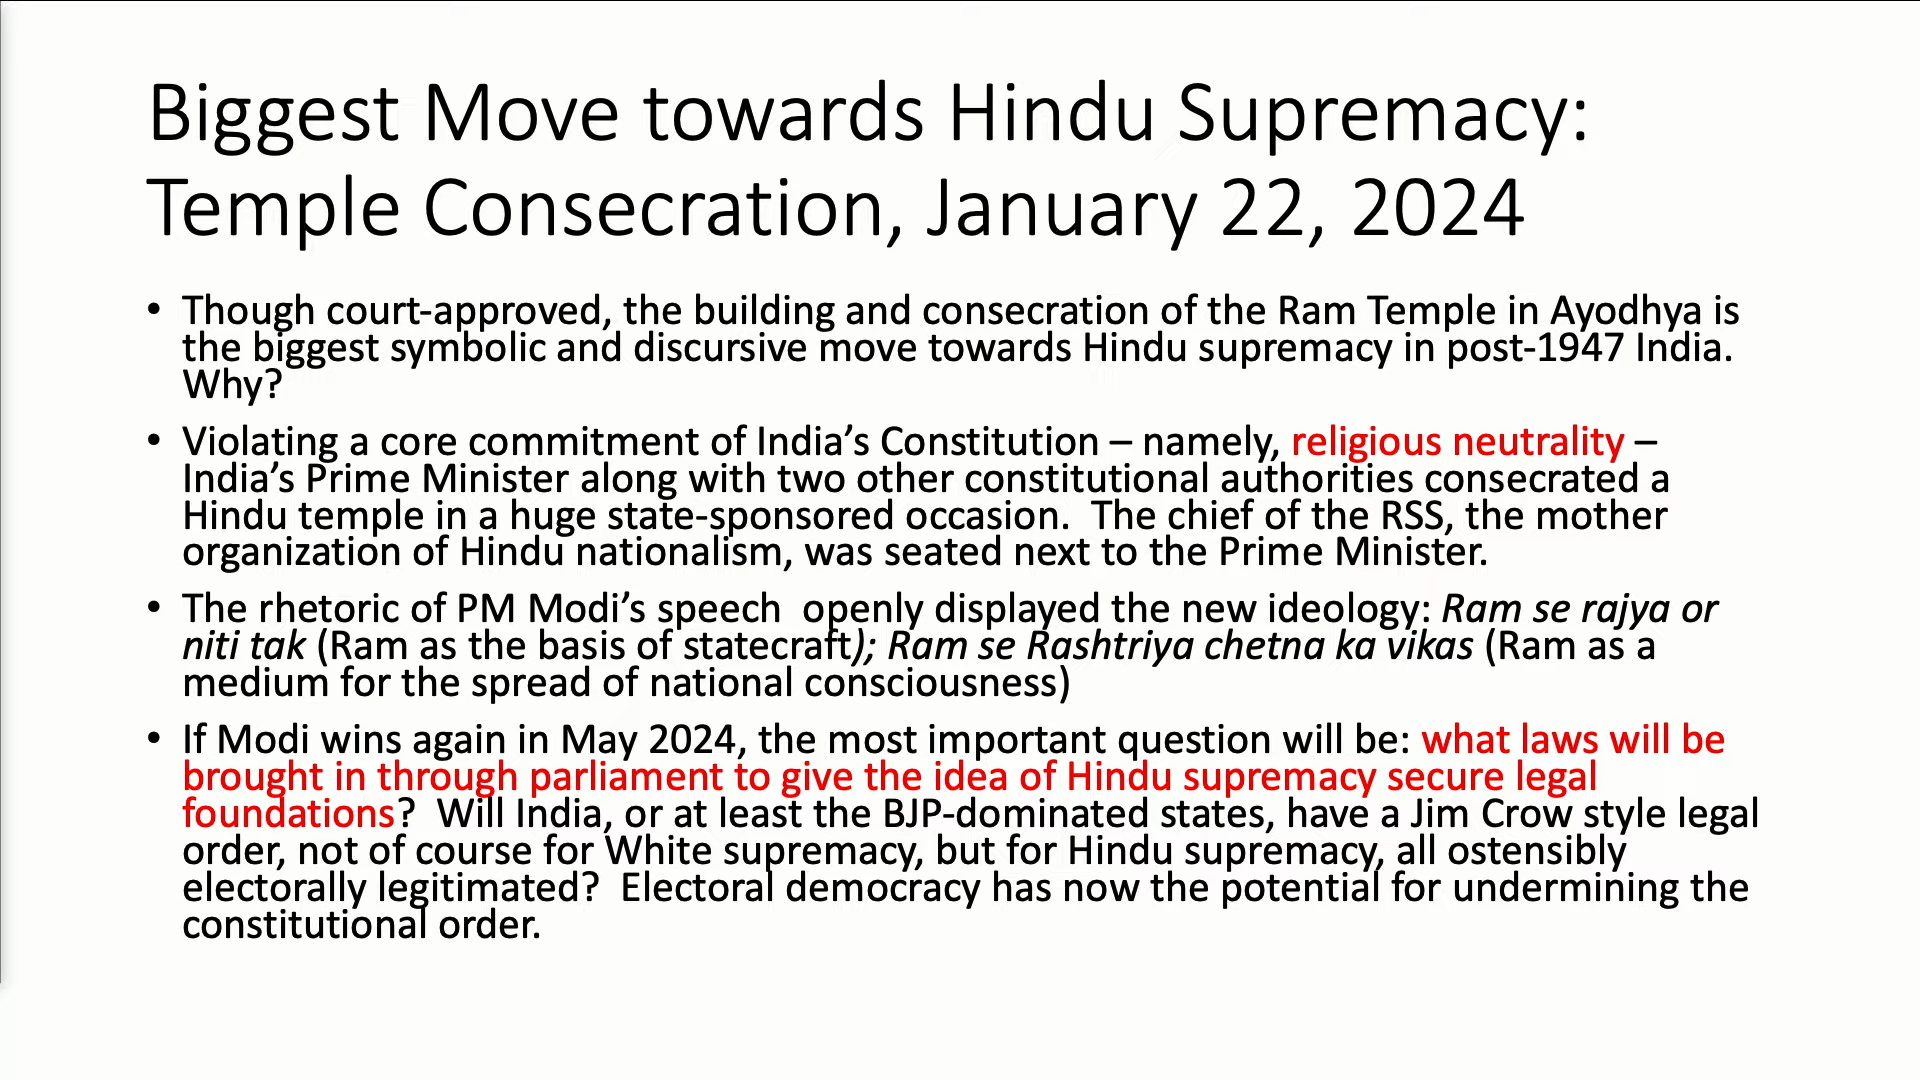 Biggest Move towards Hindu Supremacy:
Temple Consecration, January 22, 2024
• Though court-approved, the building and consecration of the Ram Temple in Ayodhya is
the biggest symbolic and discursive move towards Hindu supremacy in post-1947 India.
Why?
• Violating a core commitment of India’s Constitution – namely, religious neutrality –
India’s Prime Minister along with two other constitutional authorities consecrated a
Hindu temple in a huge state-sponsored occasion.  The chief of the RSS, the mother
organization of Hindu nationalism, was seated next to the Prime Minister.
• The rhetoric of PM Modi’s speech  openly displayed the new ideology: Ram se rajya or
niti tak (Ram as the basis of statecraft); Ram se Rashtriya chetna ka vikas (Ram as a
medium for the spread of national consciousness)
• If Modi wins again in May 2024, the most important question will be: what laws will be
brought in through parliament to give the idea of Hindu supremacy secure legal
foundations?  Will India, or at least the BJP-dominated states, have a Jim Crow style legal
order, not of course for White supremacy, but for Hindu supremacy, all ostensibly
electorally legitimated?  Electoral democracy has now the potential for undermining the
constitutional order.